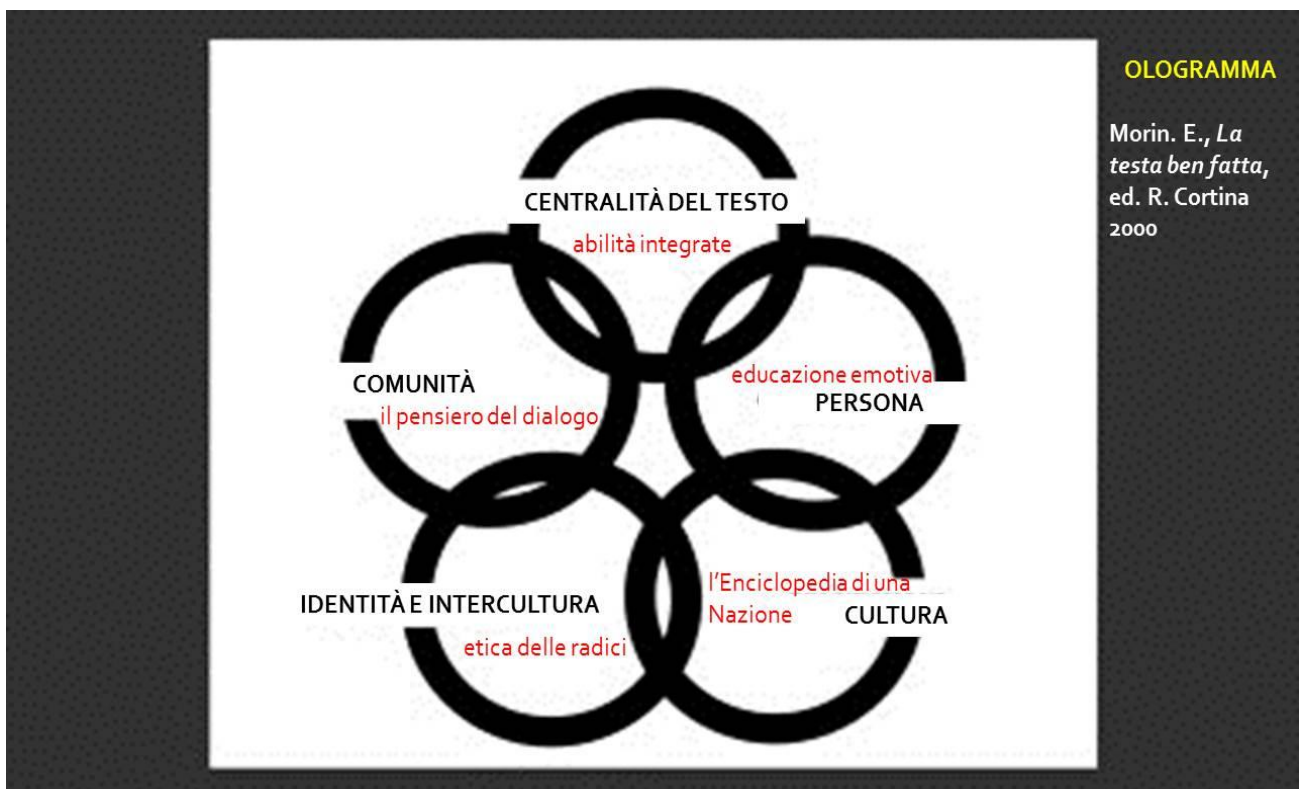 OLOGRAMMA
Morin. E., La
testa ben fatta,
ed. R. Cortina
2000
CENTRALITÀ DEL TESTO
abilità integrate
COMUNITÀ
il pensiero del dialogo
educazione emotiva
PERSONA
IDENTITÀ E INTERCULTURA
etica delle radici
l'Enciclopedia di una
Nazione
CULTURA